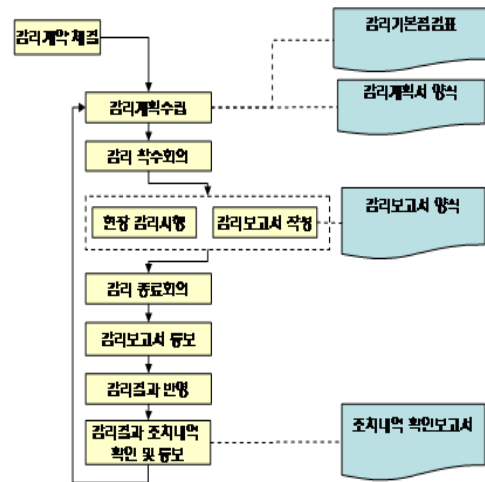 감리기본점검표
감리계약 체결
감리계획수립
감리계획서 양식
감리 착수회의
현장 감리시행
감리보고서 작성
감리보고서 양식
감리 종료회의
감리보고서 통보
감리결과 반영
감리결과 조치내역
확인 및 통보
조치내역 확인보고서